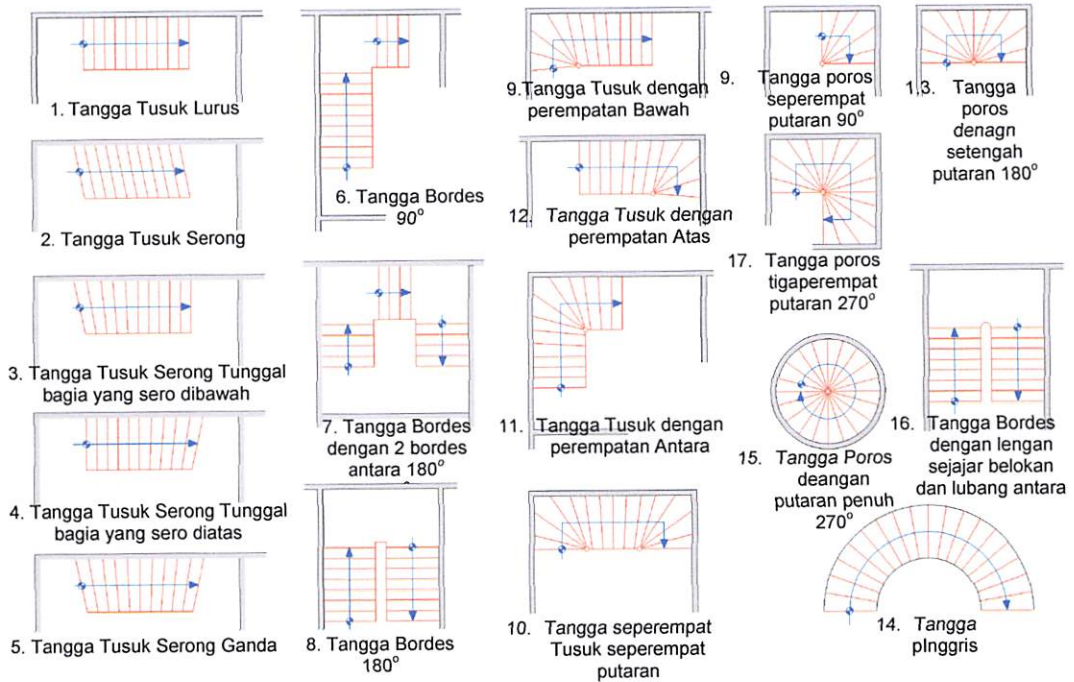 1. Tangga Tusuk Lurus
2. Tangga Tusuk Serong
3. Tangga Tusuk Serong Tunggal
bagia yang sero dibawah
4. Tangga Tusuk Serong Tunggal
bagia yang sero diatas
5. Tangga Tusuk Serong Ganda
6. Tangga Bordes
90°
7. Tangga Bordes
dengan 2 bordes
antara 180°
8. Tangga Bordes
180°
9.Tangga Tusuk dengan
perempatan Bawah
12. Tangga Tusuk dengan
perempatan Atas
11. Tangga Tusuk dengan
perempatan Antara
10. Tangga seperempat
Tusuk seperempat
putaran
9. Tangga poros
seperempat
putaran 90°
1,3. Tangga
poros
denagn
setengah
putaran 180°
17. Tangga poros
tigaperempat
putaran 270°
15. Tangga Poros
deangan
putaran penuh
270°
16. Tangga Bordes
dengan lengan
sejajar belokan
dan lubang antara
14. Tangga
pInggris